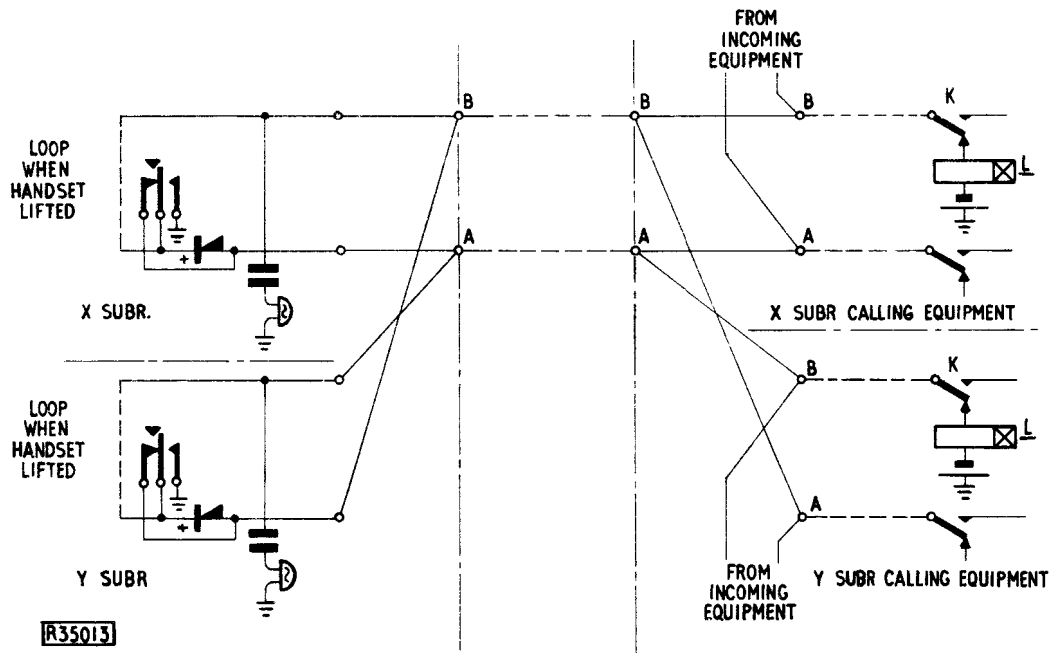 FROM
INCOMING
EQUIPMENT
B
B
B
K
LOOP
WHEN
HANDSET
LIFTED
L
A
A
A
+
X SUBR.
X SUBR CALLING EQUIPMENT
B
K
LOOP
WHEN
HANDSET
LIFTED
L
A
+
Y SUBR
FROM
INCOMING
EQUIPMENT
Y SUBR CALLING EQUIPMENT
R35013